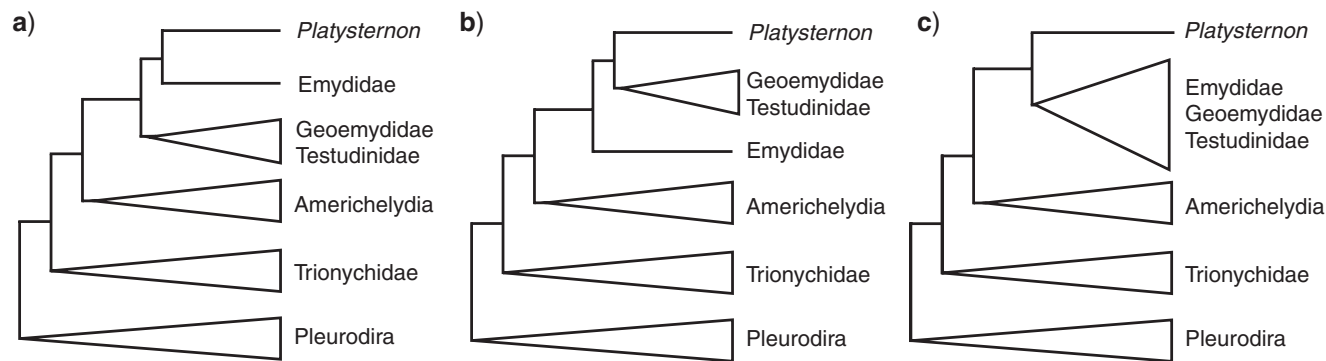 a)
Platysternon
Emydidae
Geoemydidae
Testudinidae
Americhelydia
Trionychidae
Pleurodira
b)
Platysternon
Geoemydidae
Testudinidae
Emydidae
Americhelydia
Trionychidae
Pleurodira
c)
Platysternon
Emydidae
Geoemydidae
Testudinidae
Americhelydia
Trionychidae
Pleurodira